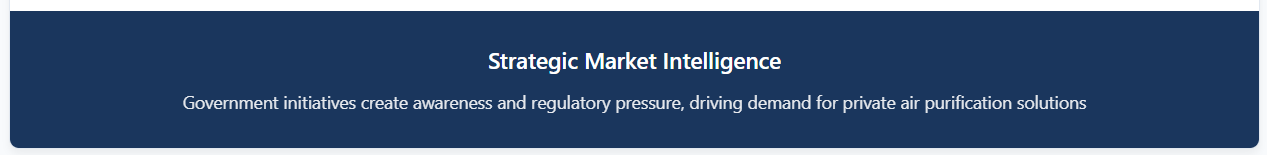 Strategic Market Intelligence
Government initiatives create awareness and regulatory pressure, driving demand for private air purification solutions